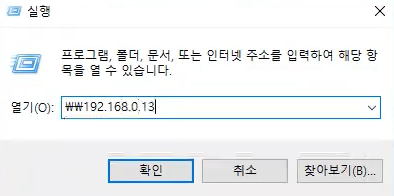 실행
프로그램, 폴더, 문서, 또는 인터넷 주소를 입력하여 해당 항
목을 열 수 있습니다.
열기(O): ₩₩192.168.0.13
확인 취소 찾아보기(B)...